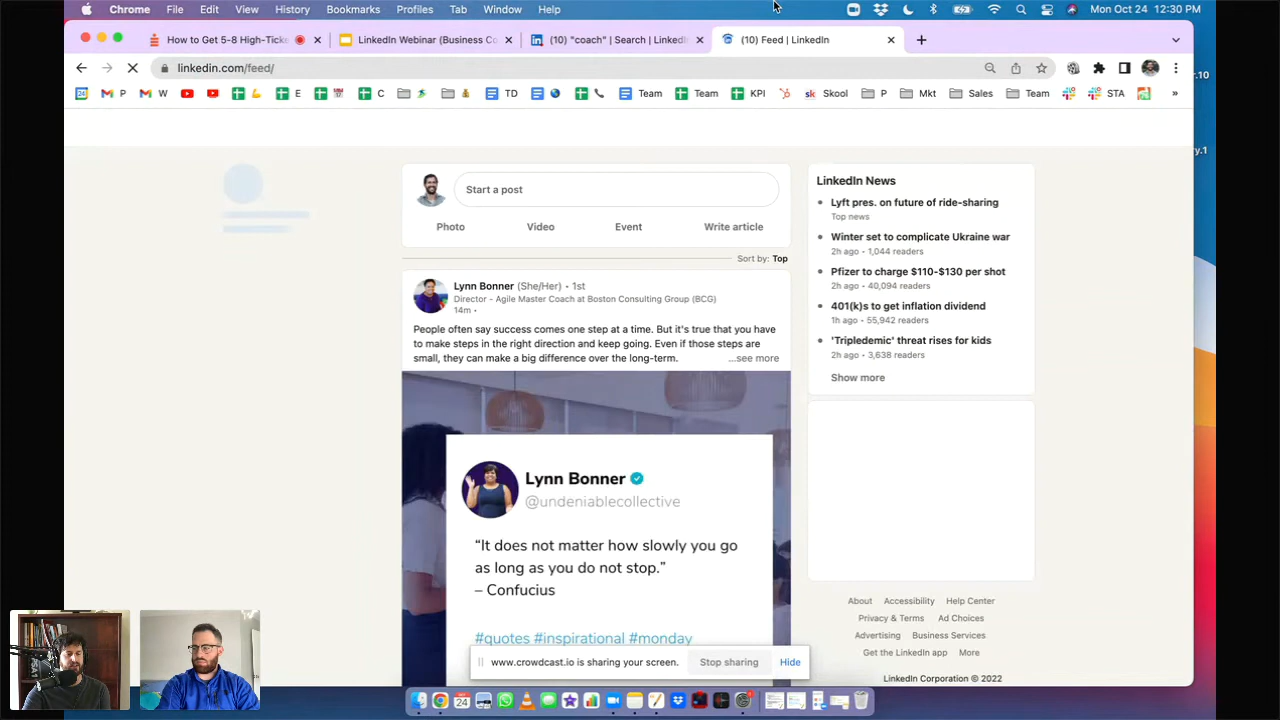 Chrome File Edit View History Bookmarks Profiles Tab Window Help Mon Oct 24 12:30 PM
How to Get 5-8 High-Ticke LinkedIn Webinar (Business Co (10) "coach" | Search | LinkedI (10) Feed | LinkedIn
linkedin.com/feed/
P W E C TD Team Team KPI Skool P Mkt Sales Team STA »
Start a post
Photo Video Event Write article
Sort by: Top
Lynn Bonner (She/Her) • 1st
Director - Agile Master Coach at Boston Consulting Group (BCG)
14m •
People often say success comes one step at a time. But it's true that you have
to make steps in the right direction and keep going. Even if those steps are
small, they can make a big difference over the long-term. ...see more
Lynn Bonner
@undeniablecollective
“It does not matter how slowly you go
as long as you do not stop.”
– Confucius
#quotes #inspirational #monday
LinkedIn News
Lyft pres. on future of ride-sharing
Top news
Winter set to complicate Ukraine war
2h ago • 1,044 readers
Pfizer to charge $110-$130 per shot
2h ago • 40,094 readers
401(k)s to get inflation dividend
1h ago • 55,942 readers
'Tripledemic' threat rises for kids
2h ago • 3,638 readers
Show more
About Accessibility Help Center
Privacy & Terms Ad Choices
Advertising Business Services
Get the LinkedIn app More
LinkedIn Corporation © 2022
www.crowdcast.io is sharing your screen. Stop sharing Hide
24
.10
ry.1